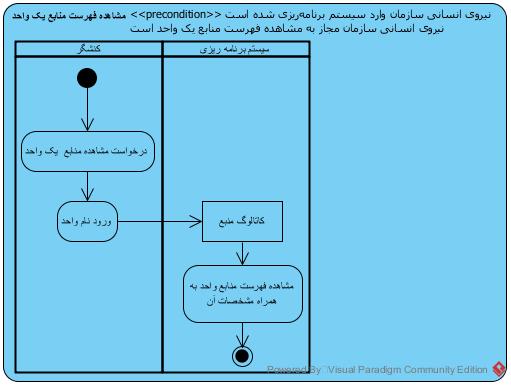 مشاهده فهرست منابع یک واحد <<precondition>> نیروی انسانی سازمان وارد سیستم برنامه‌ریزی شده است
نیروی انسانی سازمان مجاز به مشاهده فهرست منابع یک واحد است
کنشگر
سیستم برنامه ریزی
درخواست مشاهده منابع یک واحد
ورود نام واحد
کاتالوگ منبع
مشاهده فهرست منابع واحد به
همراه مشخصات آن
Powered By Visual Paradigm Community Edition